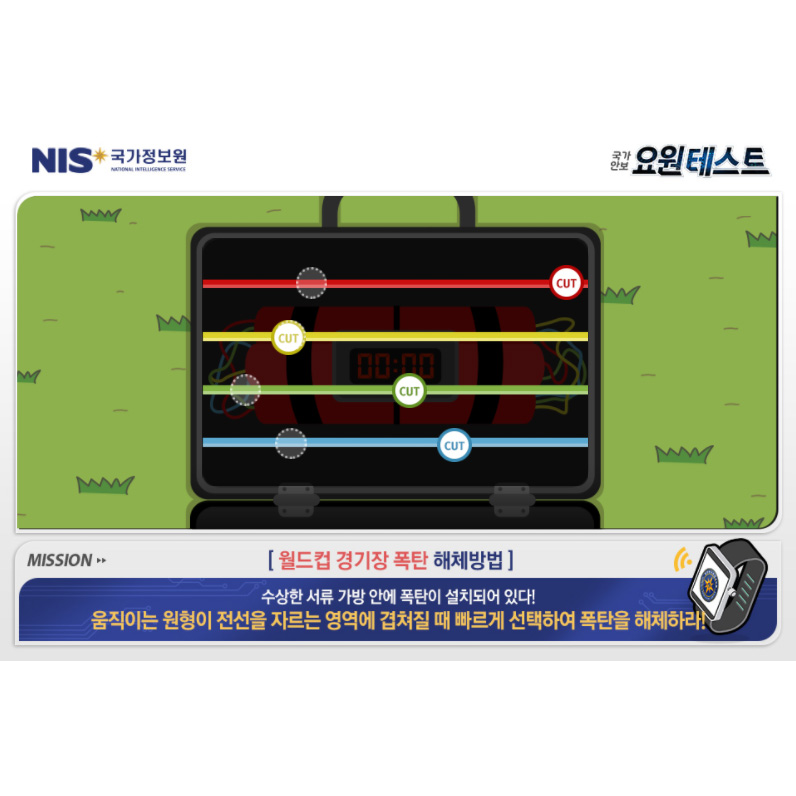 NIS 국가정보원
NATIONAL INTELLIGENCE SERVICE
국가
안보
요원테스트
CUT
CUT
00:00
CUT
CUT
MISSION
[ 월드컵 경기장 폭탄 해체방법 ]
수상한 서류 가방 안에 폭탄이 설치되어 있다!
움직이는 원형이 전선을 자르는 영역에 겹쳐질 때 빠르게 선택하여 폭탄을 해체하라!